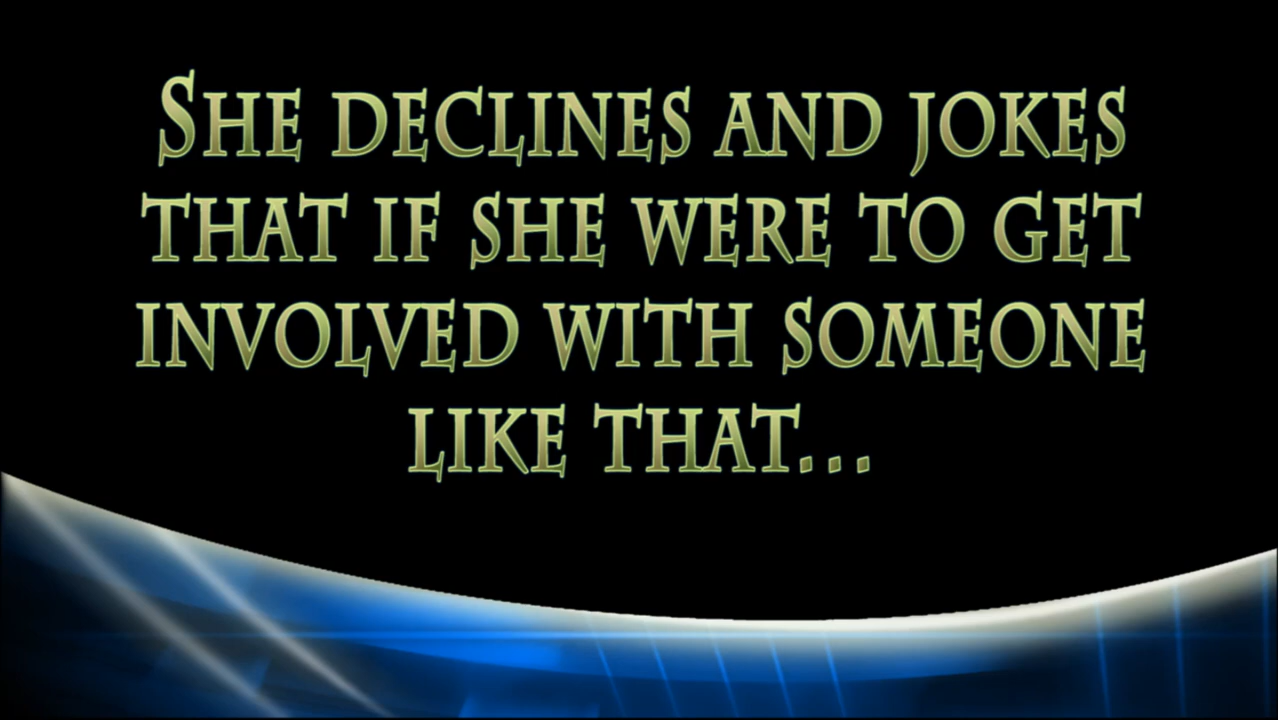 She declines and jokes
that if she were to get
involved with someone
like that...